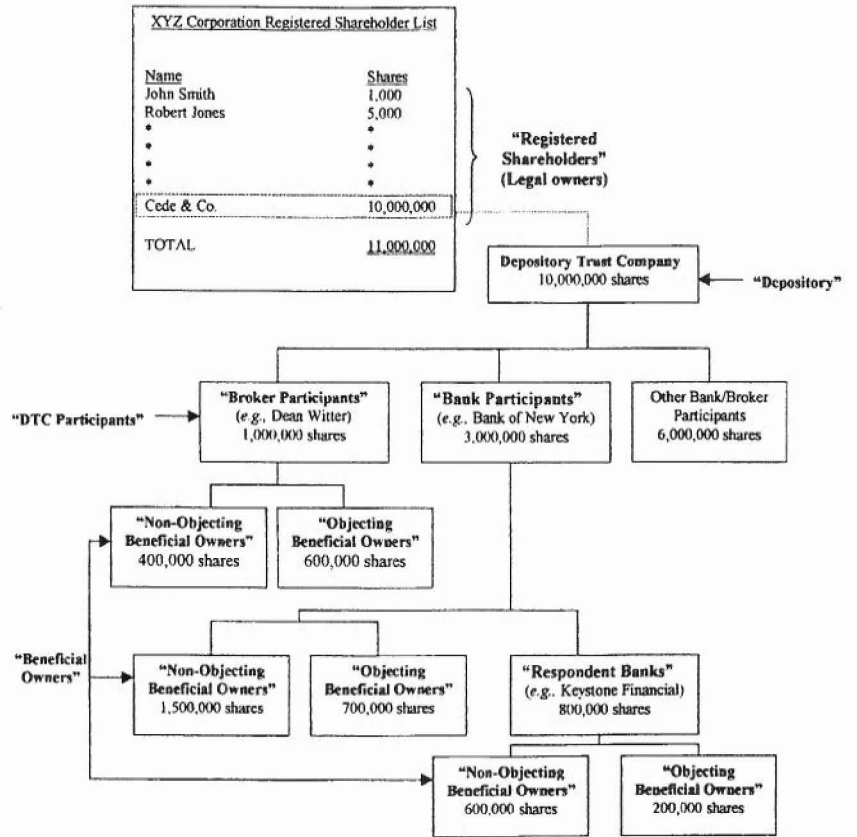 XYZ Corporation Registered Shareholder List
Name Shares
John Smith 1,000
Robert Jones 5,000
* *
* *
* *
* *
Cede & Co. 10,000,000
TOTAL 11,000,000
“Registered
Shareholders”
(Legal owners)
Depository Trust Company
10,000,000 shares
“Depository”
“DTC Participants”
“Broker Participants”
(e.g., Dean Witter)
1,000,000 shares
“Bank Participants”
(e.g., Bank of New York)
3,000,000 shares
Other Bank/Broker
Participants
6,000,000 shares
“Non-Objecting
Beneficial Owners”
400,000 shares
“Objecting
Beneficial Owners”
600,000 shares
“Beneficial
Owners”
“Non-Objecting
Beneficial Owners”
1,500,000 shares
“Objecting
Beneficial Owners”
700,000 shares
“Respondent Banks”
(e.g., Keystone Financial)
800,000 shares
“Non-Objecting
Beneficial Owners”
600,000 shares
“Objecting
Beneficial Owners”
200,000 shares